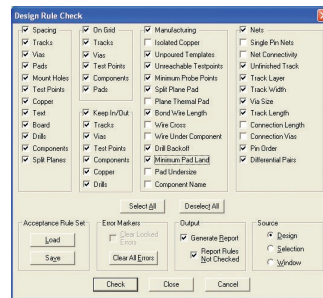 Design Rule Check
Spacing
Tracks
Vias
Pads
Mount Holes
Test Points
Copper
Text
Board
Drills
Components
Split Planes
On Grid
Tracks
Vias
Test Points
Components
Pads
Keep In/Out
Tracks
Vias
Test Points
Components
Copper
Drills
Manufacturing
Isolated Copper
Unpoured Templates
Unreachable Testpoints
Minimum Probe Points
Split Plane Pad
Plane Thermal Pad
Bond Wire Length
Wire Cross
Wire Under Component
Drill Backoff
Minimum Pad Land
Pad Undersize
Component Name
Nets
Single Pin Nets
Net Connectivity
Unfinished Track
Track Layer
Track Width
Via Size
Track Length
Connection Length
Connection Vias
Pin Order
Differential Pairs
Select All
Deselect All
Acceptance Rule Set
Load
Save
Error Markers
Clear Locked
Errors
Clear All Errors
Output
Generate Report
Report Rules
Not Checked
Source
Design
Selection
Window
Check
Close
Cancel